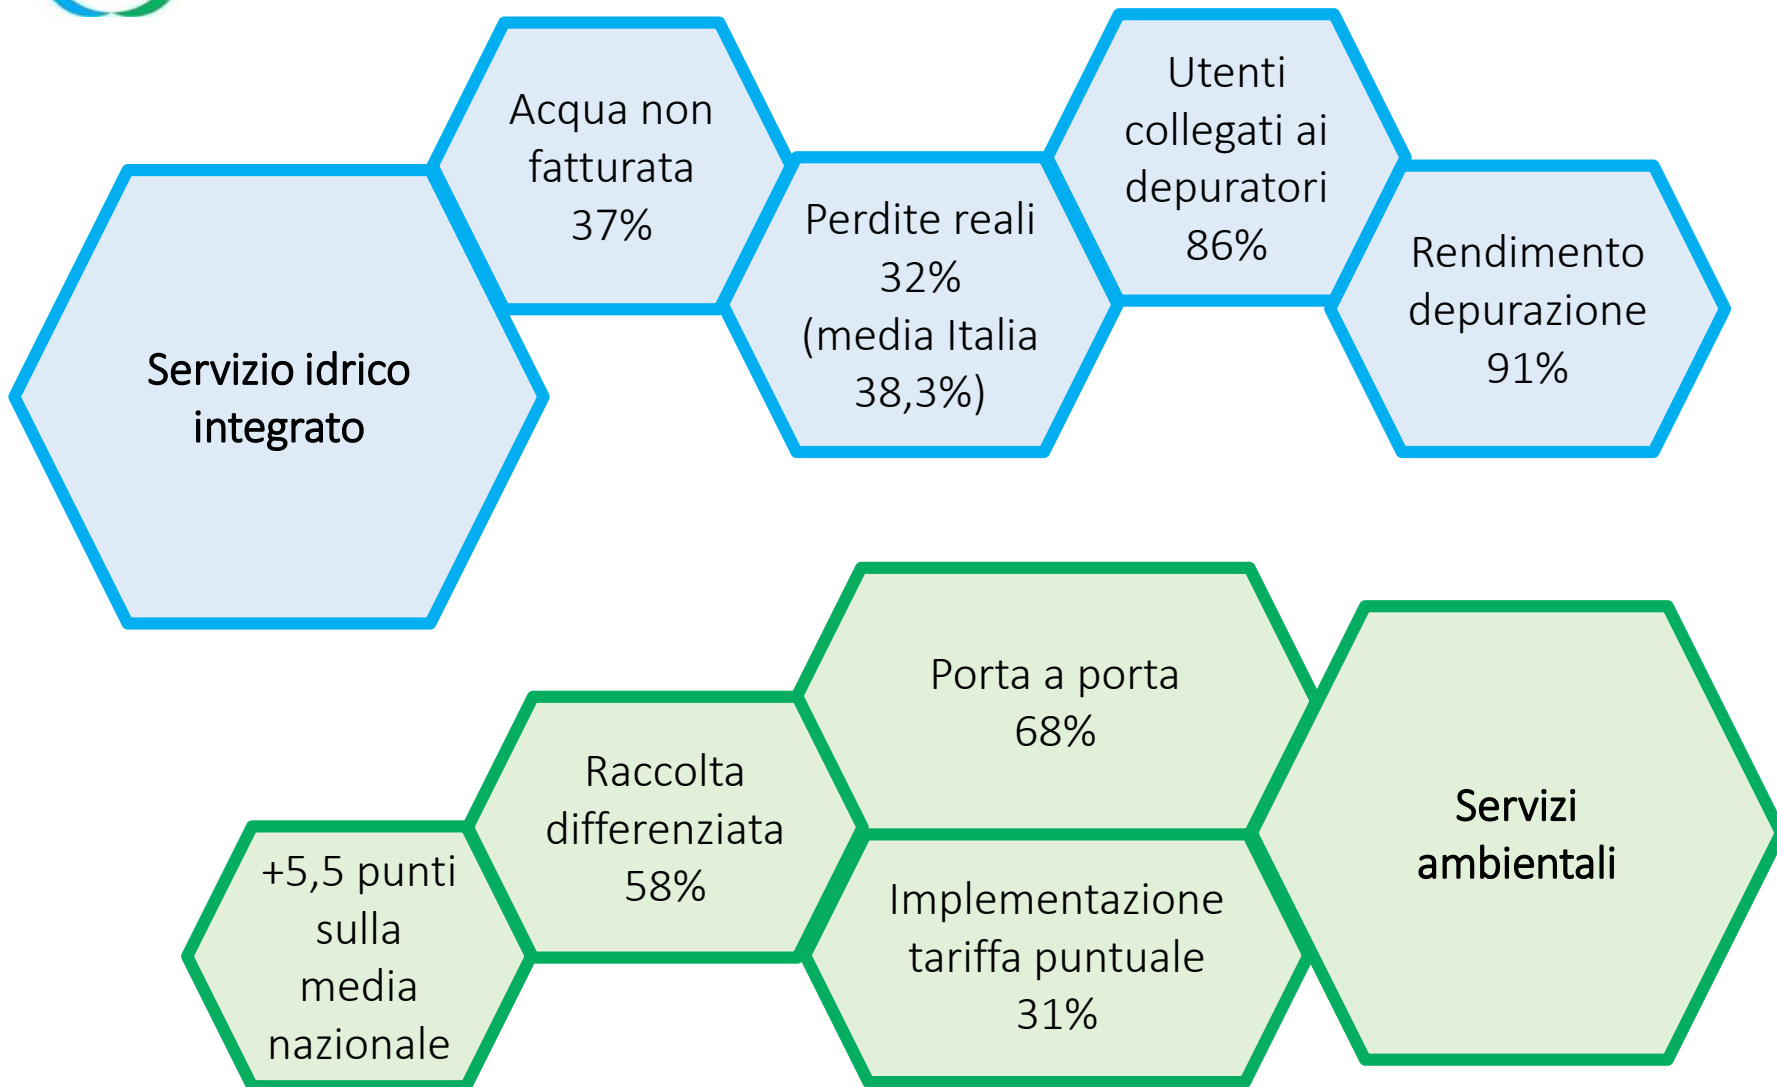 Servizio idrico
integrato
Acqua non
fatturata
37%
Perdite reali
32%
(media Italia
38,3%)
Utenti
collegati ai
depuratori
86%
Rendimento
depurazione
91%
+5,5 punti
sulla
media
nazionale
Raccolta
differenziata
58%
Porta a porta
68%
Implementazione
tariffa puntuale
31%
Servizi
ambientali